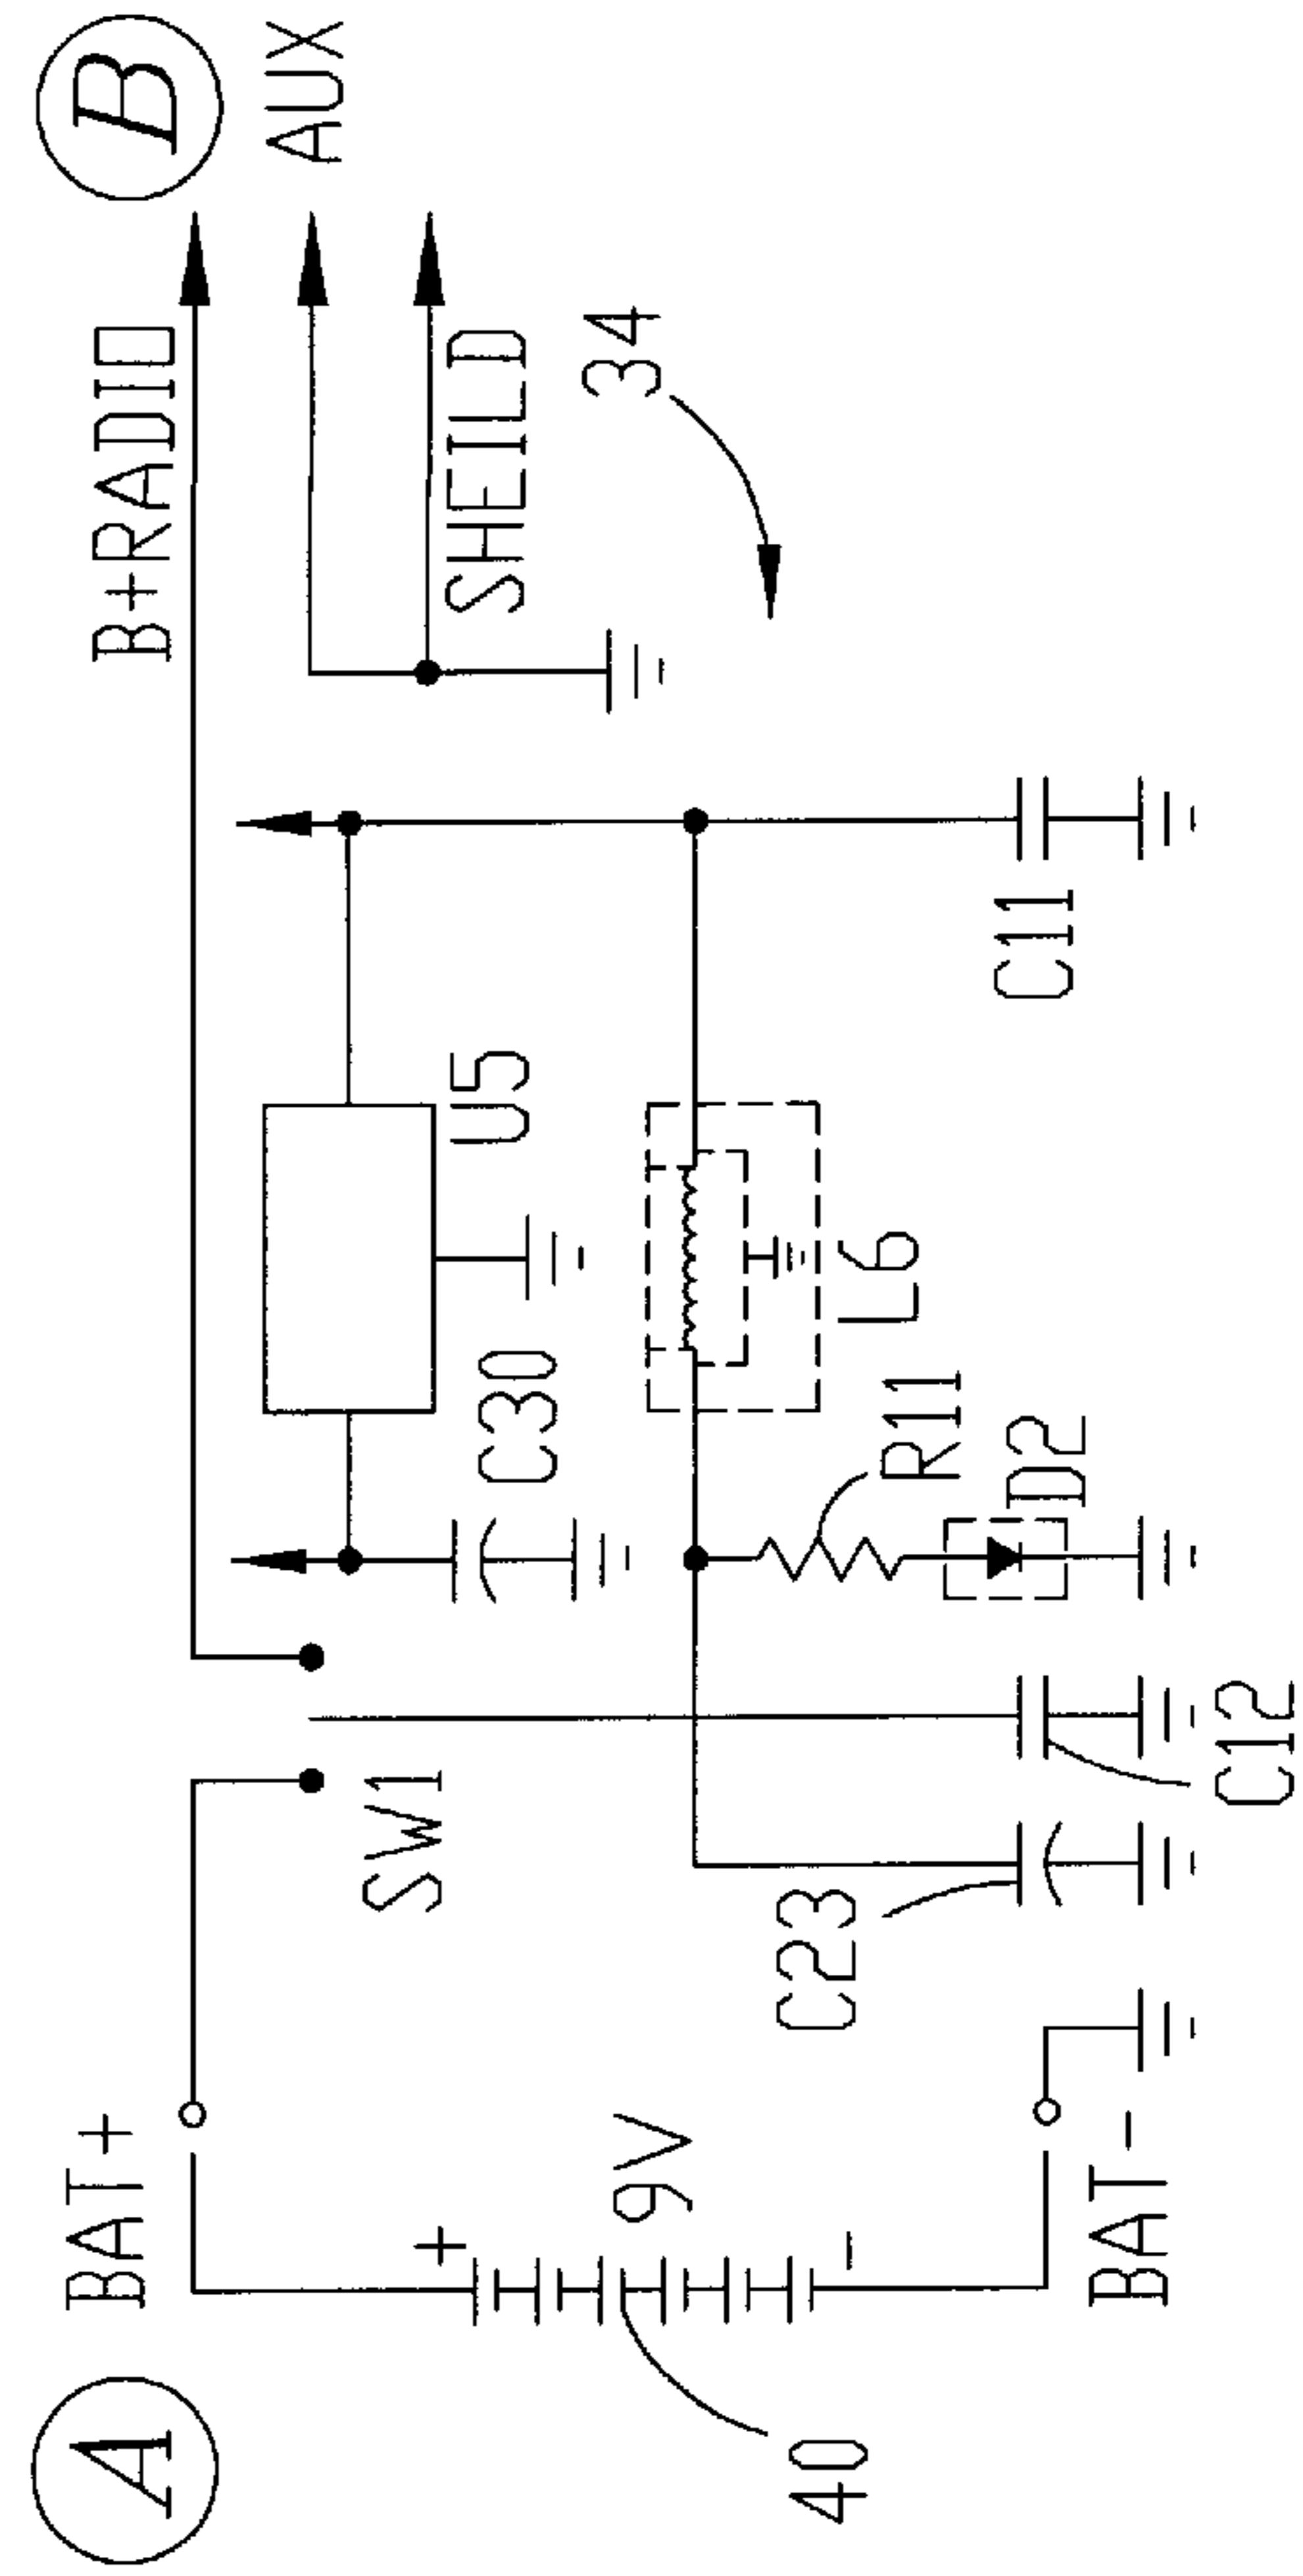 A
BAT+
B+RADIO
B
AUX
SHEILD
34
SW1
U5
C30
+
9V
-
40
BAT-
C23
C12
R11
D2
L6
C11